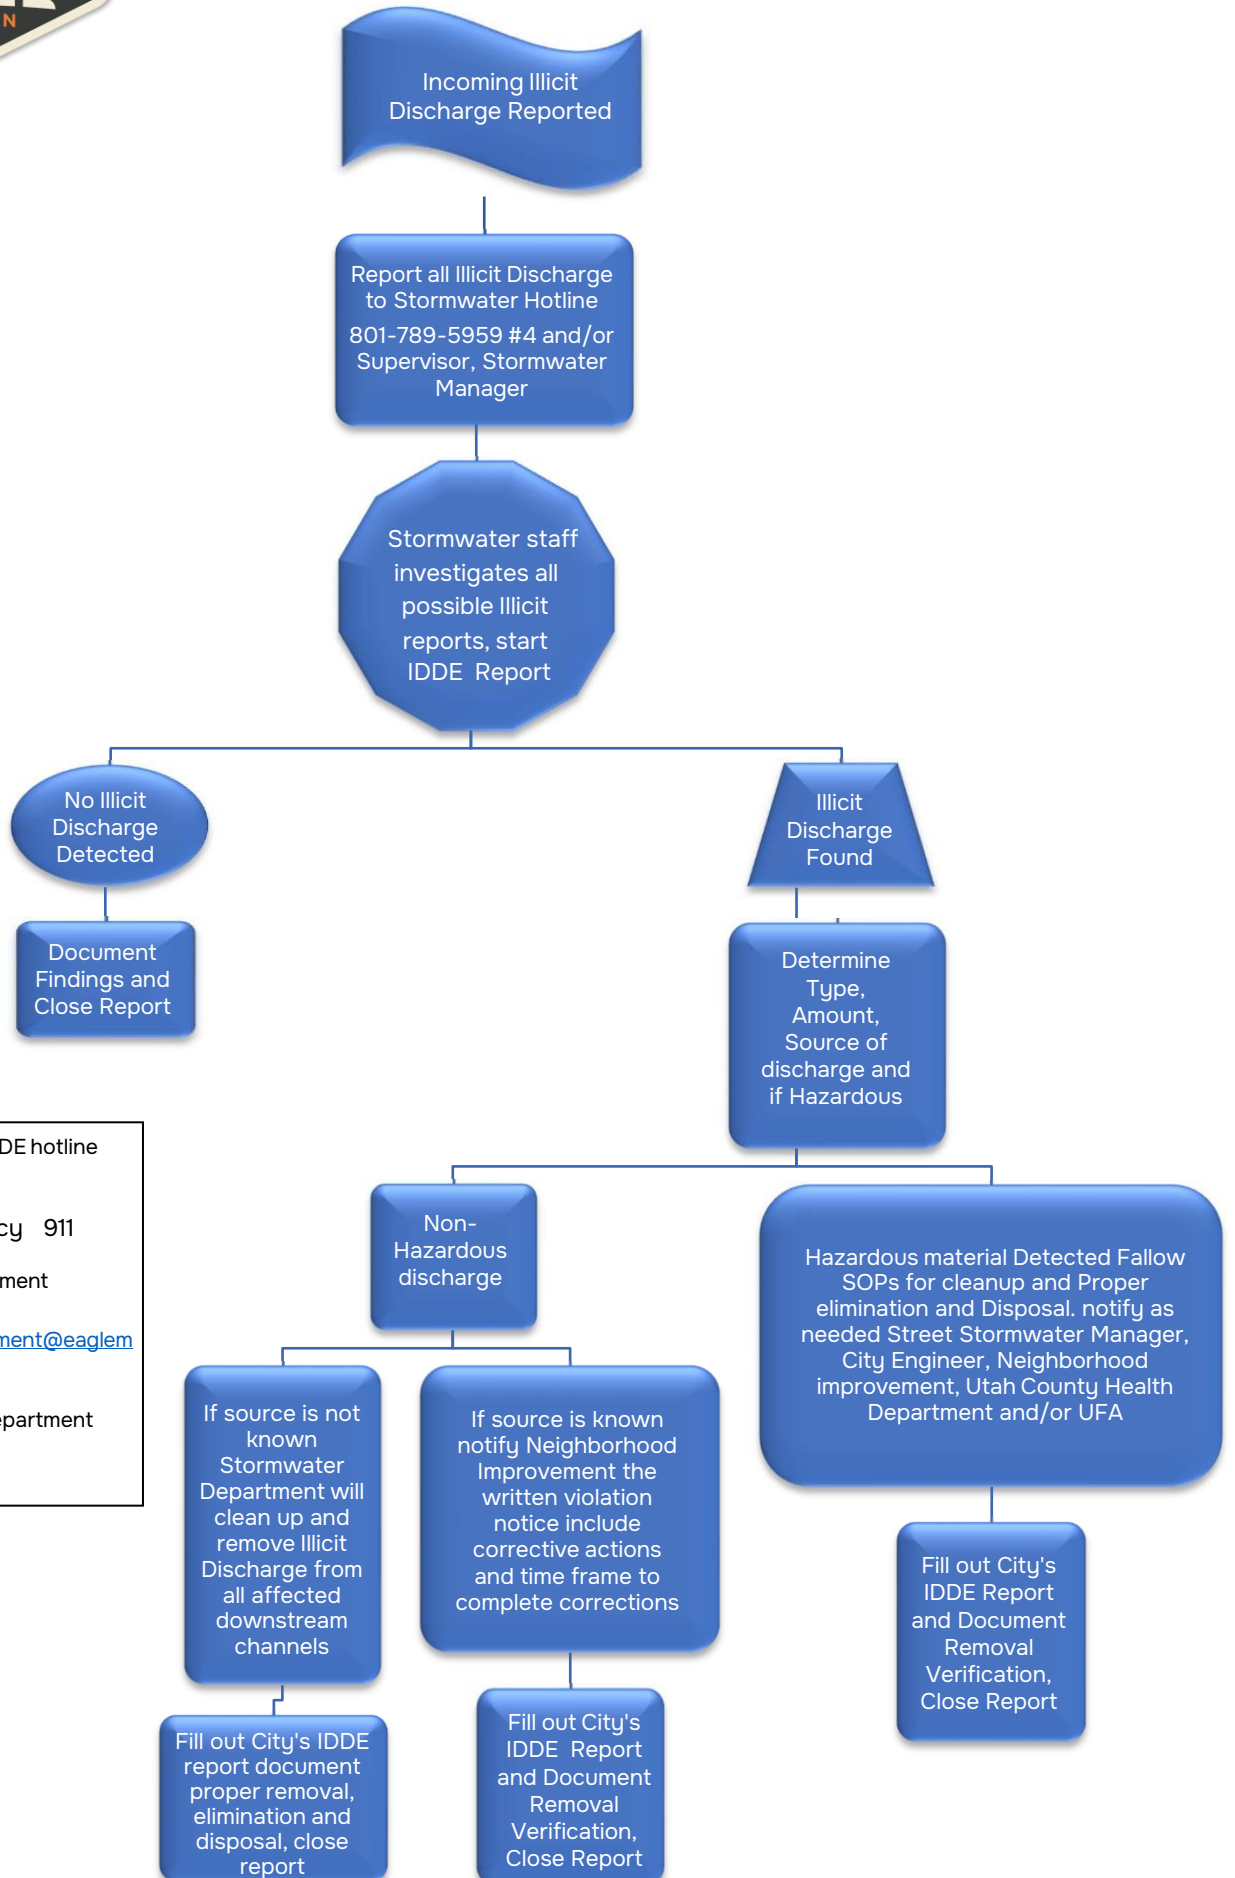 N
Incoming Illicit
Discharge Reported
Report all Illicit Discharge
to Stormwater Hotline
801-789-5959 #4 and/or
Supervisor, Stormwater
Manager
Stormwater staff
investigates all
possible Illicit
reports, start
IDDE Report
No Illicit
Discharge
Detected
Illicit
Discharge
Found
Document
Findings and
Close Report
Determine
Type,
Amount,
Source of
discharge and
if Hazardous
DE hotline
cy 911
ment
ment@eaglem
epartment
Non-
Hazardous
discharge
Hazardous material Detected Fallow
SOPs for cleanup and Proper
elimination and Disposal. notify as
needed Street Stormwater Manager,
City Engineer, Neighborhood
improvement, Utah County Health
Department and/or UFA
If source is not
known
Stormwater
Department will
clean up and
remove Illicit
Discharge from
all affected
downstream
channels
If source is known
notify Neighborhood
Improvement the
written violation
notice include
corrective actions
and time frame to
complete corrections
Fill out City's
IDDE Report
and Document
Removal
Verification,
Close Report
Fill out City's IDDE
report document
proper removal,
elimination and
disposal, close
report
Fill out City's
IDDE Report
and Document
Removal
Verification,
Close Report